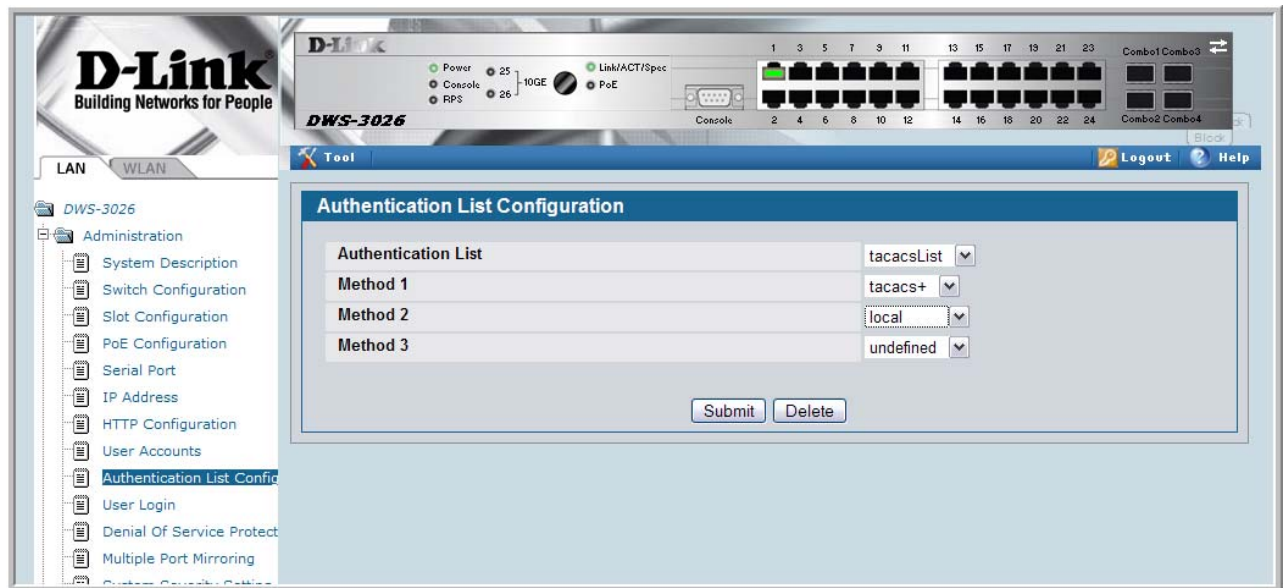 D-Link
Building Networks for People
D-Link
Power
Console
RPS
25
26
10GE
Link/ACT/Spec
PoE
DWS-3026
Console
1 3 5 7 9 11 13 15 17 19 21 23
2 4 6 8 10 12 14 16 18 20 22 24
Combo1 Combo3
Combo2 Combo4
Block
Tool
Logout
Help
LAN
WLAN
DWS-3026
Administration
System Description
Switch Configuration
Slot Configuration
PoE Configuration
Serial Port
IP Address
HTTP Configuration
User Accounts
Authentication List Config
User Login
Denial Of Service Protect
Multiple Port Mirroring
Authentication List Configuration
Authentication List tacacsList
Method 1 tacacs+
Method 2 local
Method 3 undefined
Submit Delete